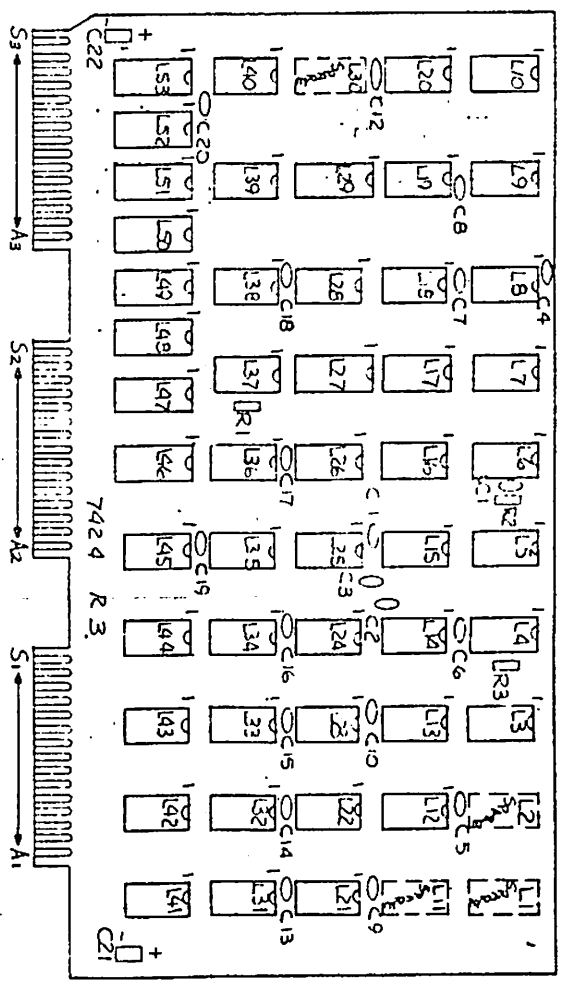 L10 L9 L8 L7 L6 L5 L4 L3 L2 Spare L1 Spare
C4 C1 R2 R3
C8 C7 C6 C5
L20 L19 L18 L17 L16 L15 L14 L13 L12 L11 Spare
C12 C3 C2 C10 C9
L30 Spare L29 L28 L27 L26 L25 L24 L23 L22 L21
C18 C17 C16 C15 C14 C13
L40 L39 L38 L37 L36 L35 L34 L33 L32 L31
R1
C20 C19
L53 L52 L51 L50 L49 L48 L47 L46 L45 L44 L43 L42 L41
C22 - + 7424 R3 C21 - +
S3 A3 S2 A2 S1 A1